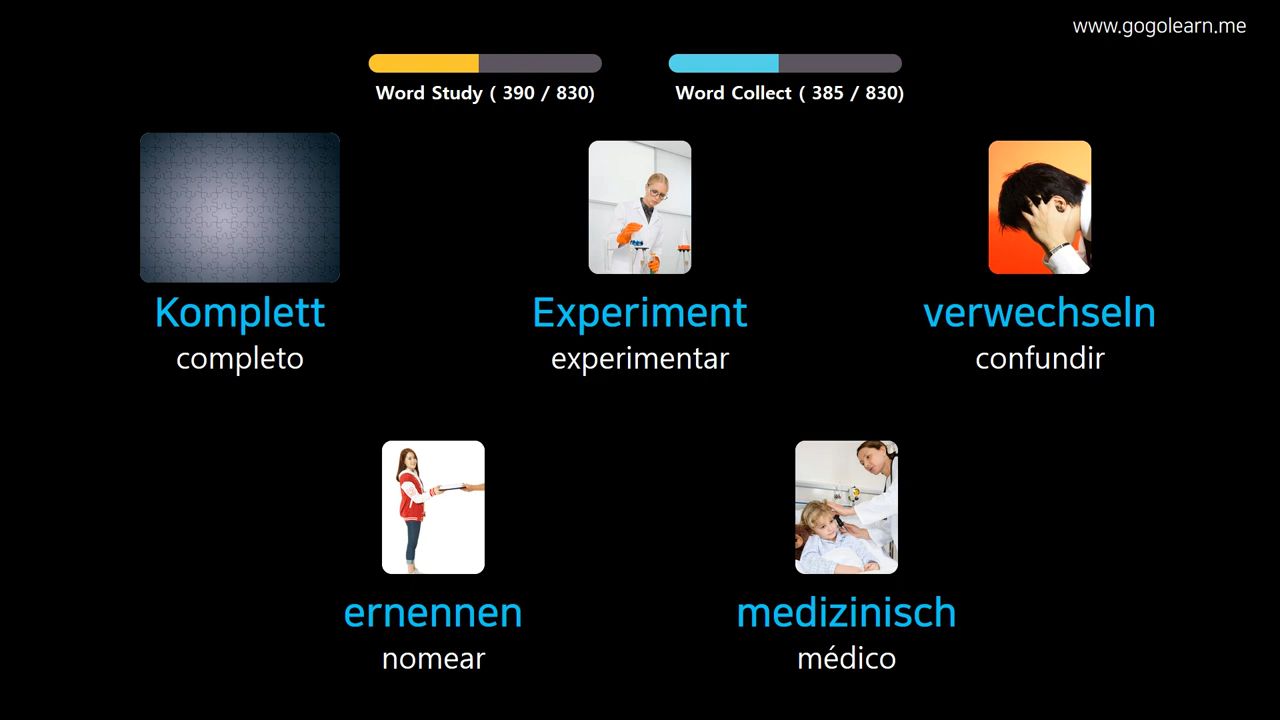 www.gogolearn.me
Word Study ( 390 / 830)
Word Collect ( 385 / 830)
Komplett
completo
Experiment
experimentar
verwechseln
confundir
ernennen
nomear
medizinisch
médico